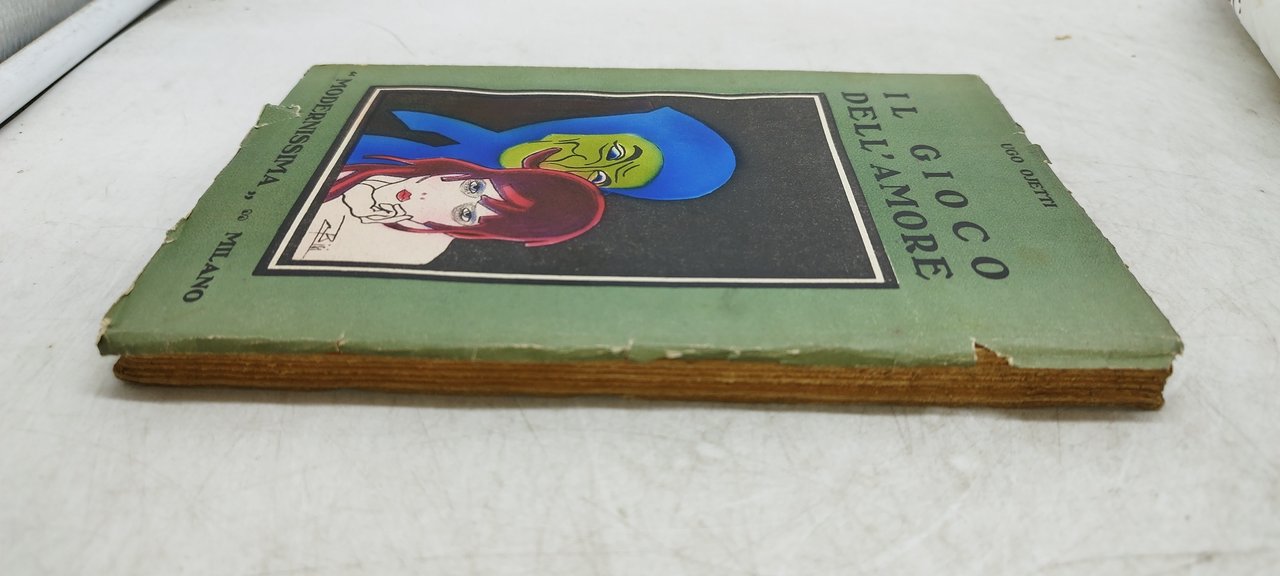 UGO OJETTI
IL GIOCO
DELL'AMORE
"MODERNISSIMA" MILANO